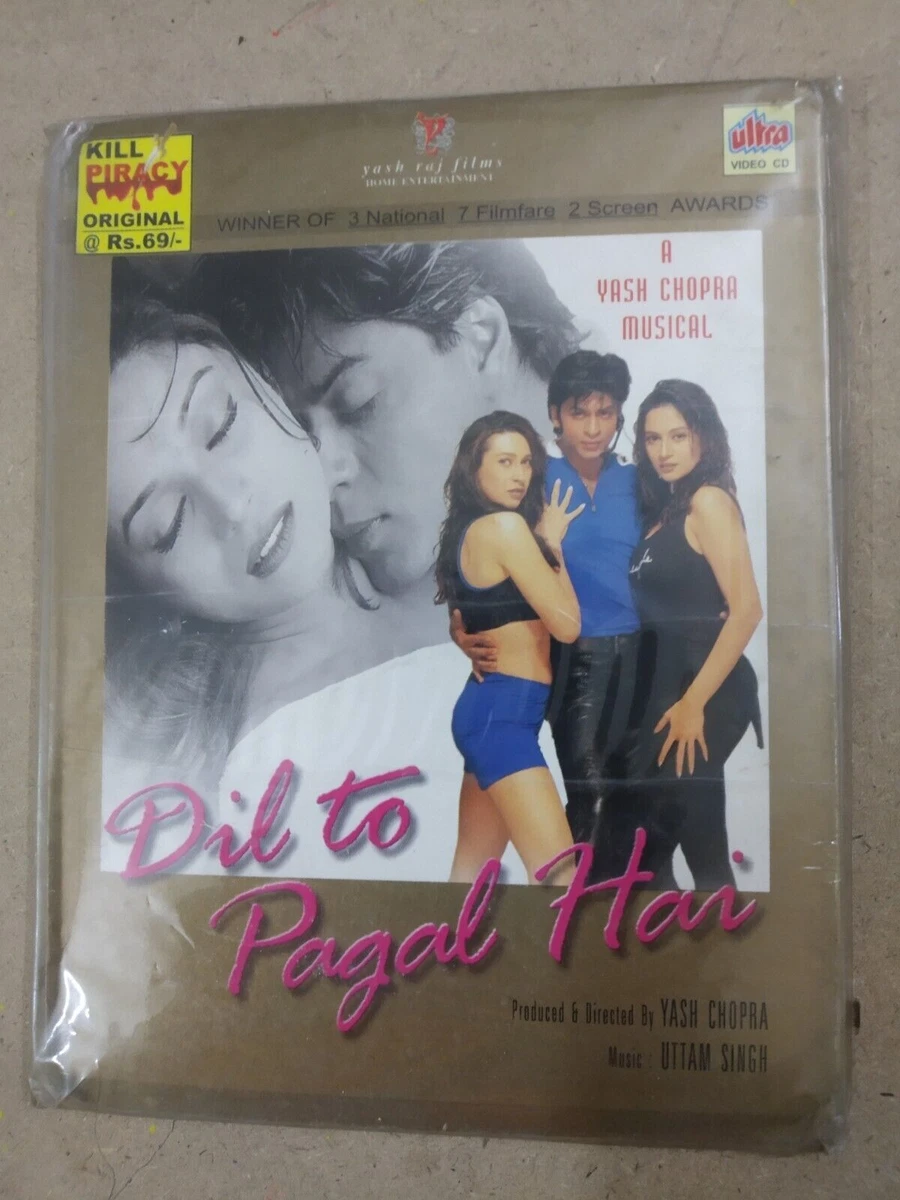 KILL
PIRACY
ORIGINAL
@ Rs.69/-
yash raj films
HOME ENTERTAINMENT
ultra
VIDEO CD
WINNER OF 3 National 7 Filmfare 2 Screen AWARDS
A
YASH CHOPRA
MUSICAL
Dil to
Pagal Hai
Produced & Directed By YASH CHOPRA
Music : UTTAM SINGH